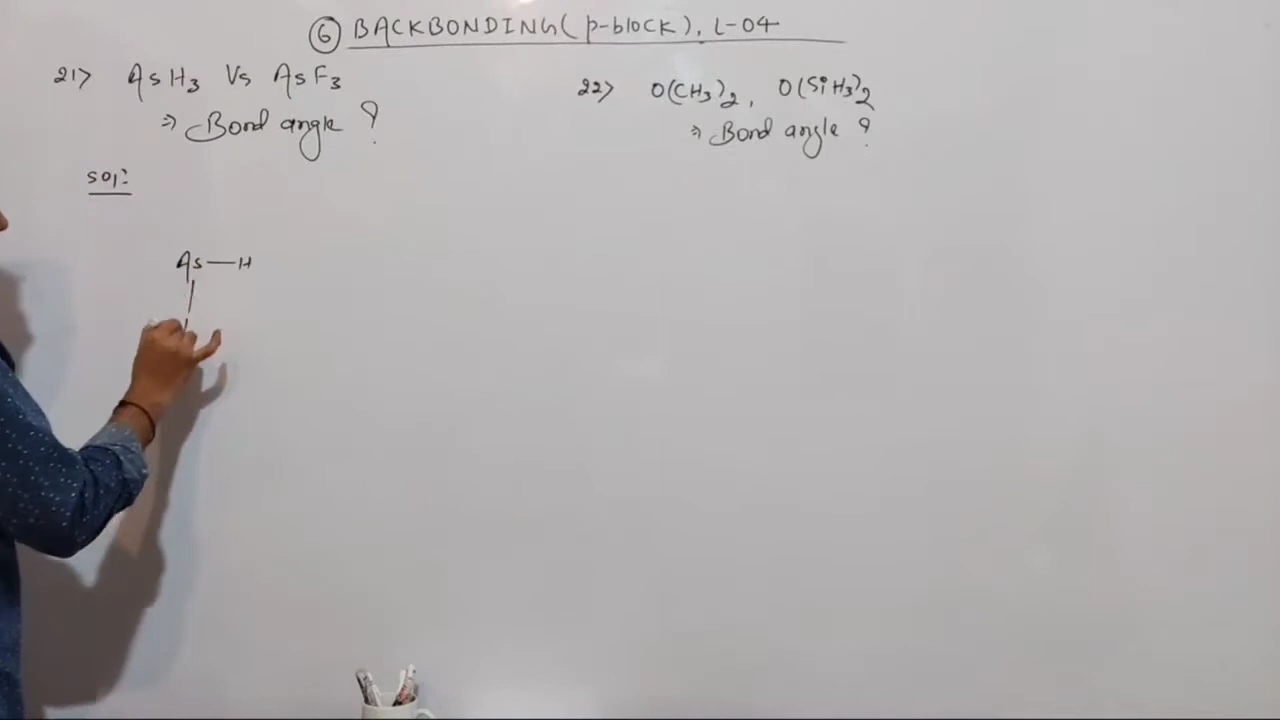 ⑥ BACKBONDING (p-block), L-04
21) AsH₃ Vs AsF₃
⇒ Bond angle ?
22) O(CH₃)₂, O(SiH₃)₂
⇒ Bond angle ?
Sol:
As—H